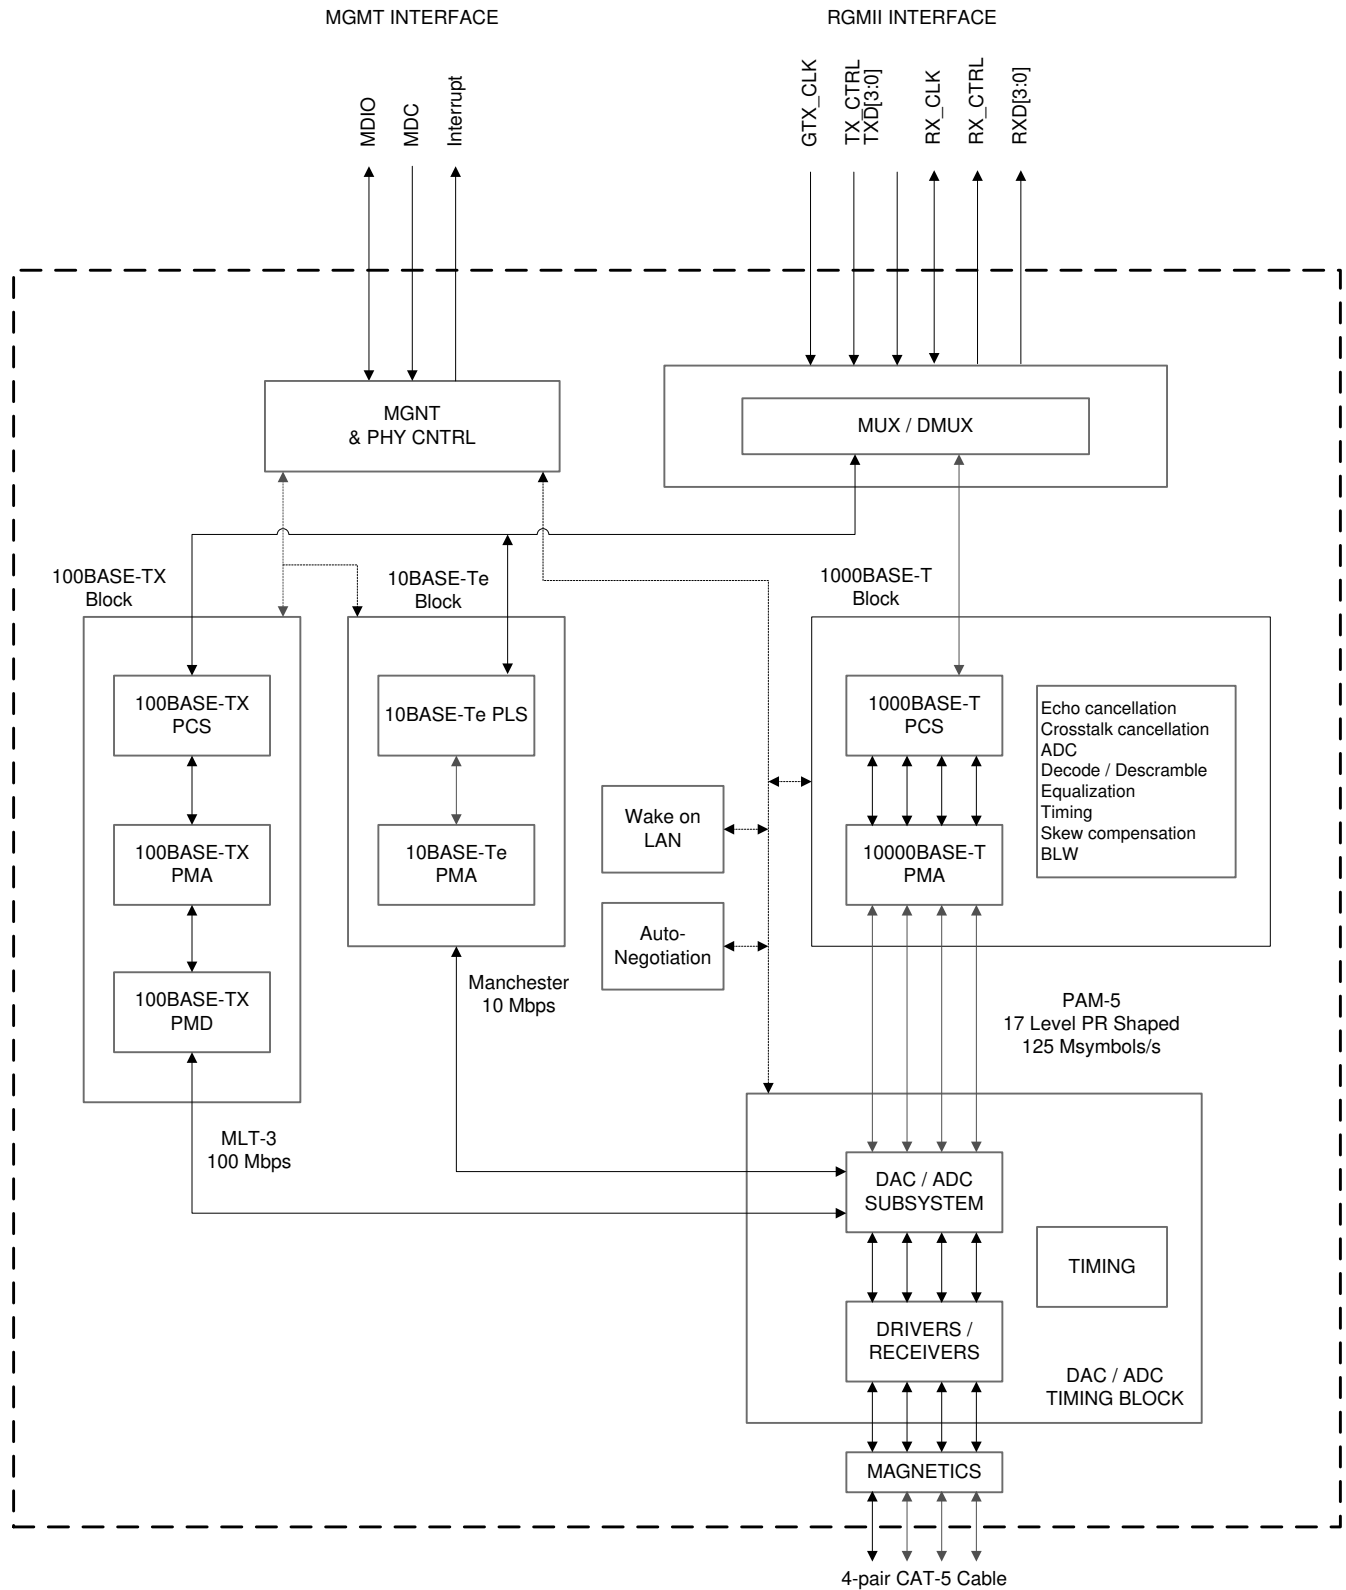 MGMT INTERFACE
RGMII INTERFACE
MDIO
MDC
Interrupt
GTX_CLK
TX_CTRL
TXD[3:0]
RX_CLK
RX_CTRL
RXD[3:0]
MGNT
& PHY CNTRL
MUX / DMUX
100BASE-TX
Block
10BASE-Te
Block
1000BASE-T
Block
100BASE-TX
PCS
10BASE-Te PLS
1000BASE-T
PCS
Echo cancellation
Crosstalk cancellation
ADC
Decode / Descramble
Equalization
Timing
Skew compensation
BLW
Wake on
LAN
100BASE-TX
PMA
10BASE-Te
PMA
10000BASE-T
PMA
Auto-
Negotiation
100BASE-TX
PMD
Manchester
10 Mbps
PAM-5
17 Level PR Shaped
125 Msymbols/s
MLT-3
100 Mbps
DAC / ADC
SUBSYSTEM
TIMING
DRIVERS /
RECEIVERS
DAC / ADC
TIMING BLOCK
MAGNETICS
4-pair CAT-5 Cable